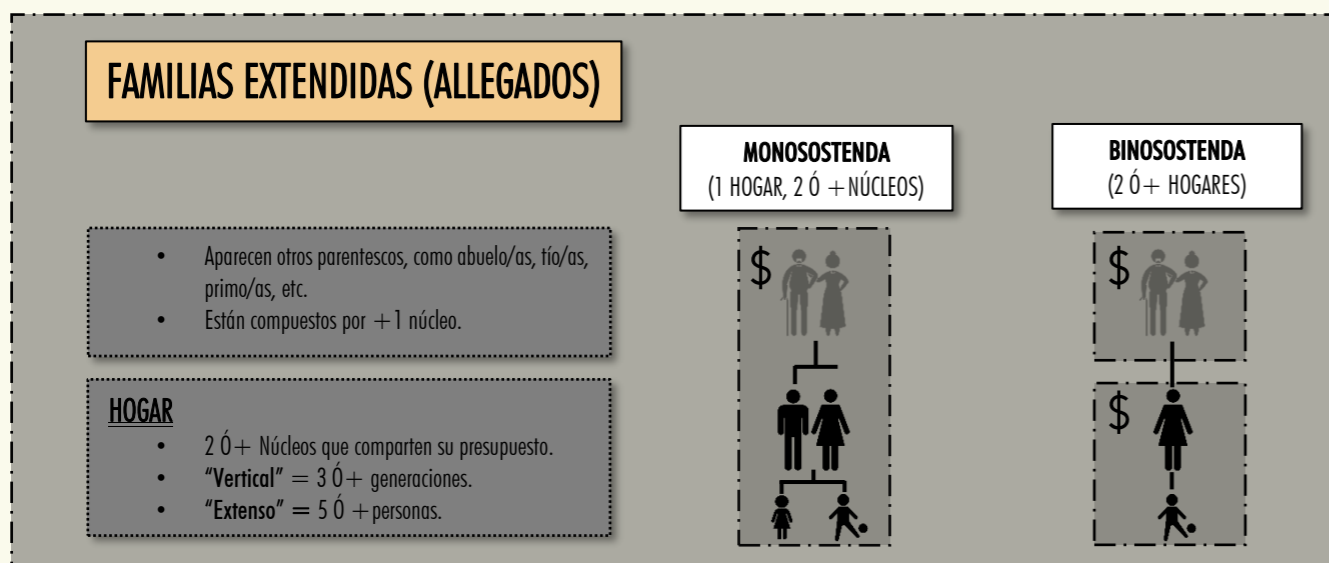 FAMILIAS EXTENDIDAS (ALLEGADOS)
MONOSOSTENDA
(1 HOGAR, 2 Ó +NÚCLEOS)
BINOSOSTENDA
(2 Ó+ HOGARES)
• Aparecen otros parentescos, como abuelo/as, tío/as,
primo/as, etc.
• Están compuestos por +1 núcleo.
HOGAR
• 2 Ó+ Núcleos que comparten su presupuesto.
• “Vertical” = 3 Ó+ generaciones.
• “Extenso” = 5 Ó +personas.
$
$
$